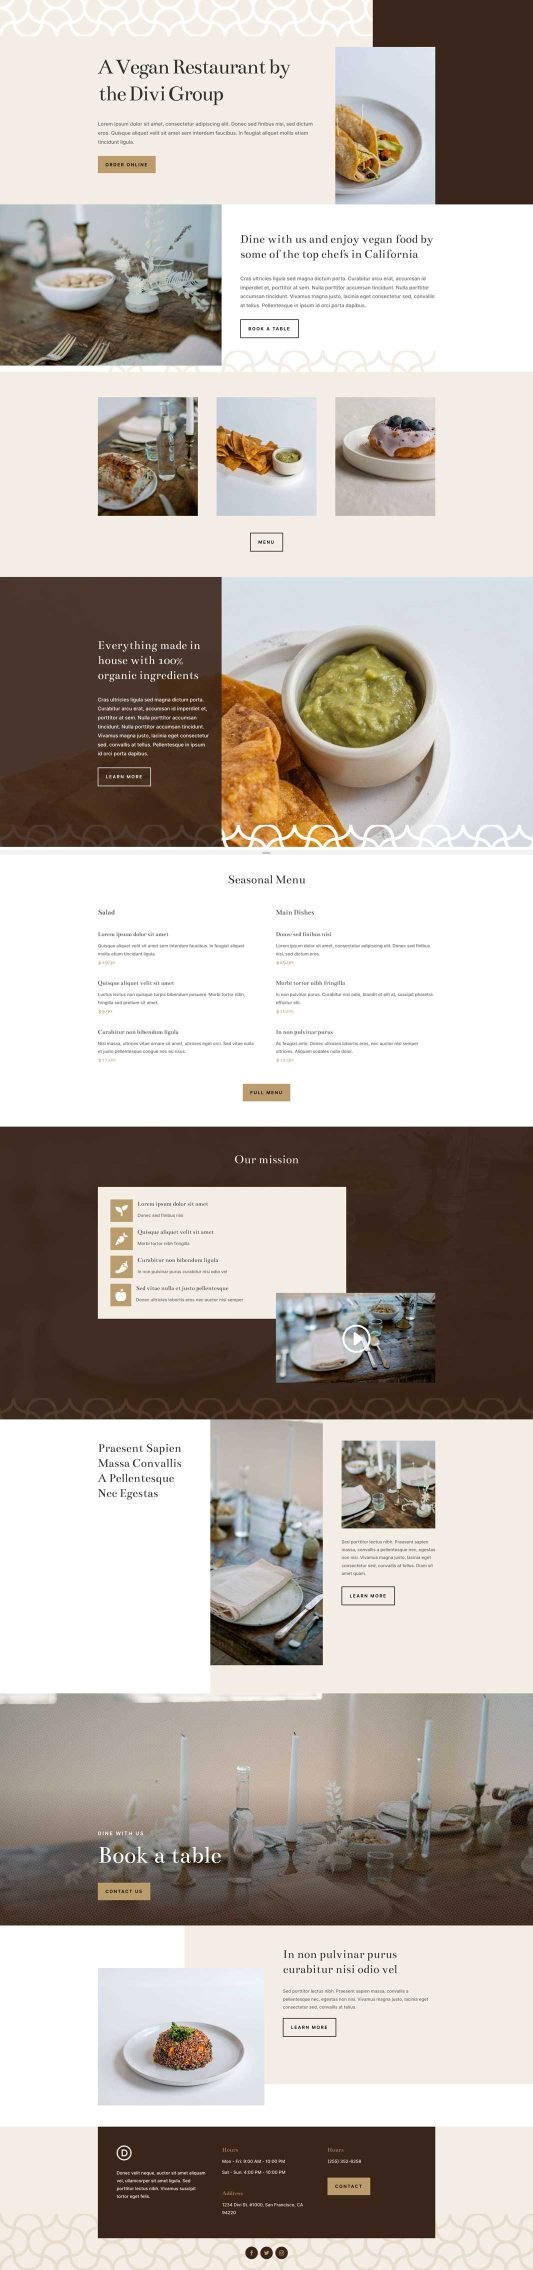 A Vegan Restaurant by
the Divi Group
Lorem ipsum dolor sit amet, consectetur adipiscing elit. Donec sed finibus nisi, sed dictum
eros. Quisque aliquet velit sit amet sem interdum faucibus. In feugiat aliquet mollis etiam
tincidunt ligula.
ORDER ONLINE
Dine with us and enjoy vegan food by
some of the top chefs in California
Cras ultricies ligula sed magna dictum porta. Curabitur arcu erat, accumsan id
imperdiet et, porttitor at sem. Nulla porttitor accumsan tincidunt. Nulla porttitor
accumsan tincidunt. Vivamus magna justo, lacinia eget consectetur sed, convallis
at tellus. Pellentesque in ipsum id orci porta dapibus.
BOOK A TABLE
MENU
Everything made in
house with 100%
organic ingredients
Cras ultricies ligula sed magna dictum porta.
Curabitur arcu erat, accumsan id imperdiet et,
porttitor at sem. Nulla porttitor accumsan
tincidunt. Nulla porttitor accumsan tincidunt.
Vivamus magna justo, lacinia eget consectetur
sed, convallis at tellus. Pellentesque in ipsum
id orci porta dapibus.
LEARN MORE
Seasonal Menu
Salad
Lorem ipsum dolor sit amet
Quisque aliquet velit sit amet sem interdum faucibus. In feugiat aliquet
mollis etiam tincidunt ligula.
Quisque aliquet velit sit amet
Luctus lectus non quisque turpis bibendum posuere. Morbi tortor nibh,
fringilla sed pretium sit amet.
Curabitur non bibendum ligula
Nisl massa, ultrices vitae ornare sit amet, ultricies eget orci. Sed vitae nulla
et justo pellentesque congue nec eu risus.
Main Dishes
Donec sed finibus nisi
Lorem ipsum dolor sit amet, consectetur adipiscing elit. Donec sed finibus
nisi, sed dictum eros.
Morbi tortor nibh fringilla
In non pulvinar purus. Curabitur nisi odio, blandit et elit at, suscipit pharetra
efficitur elit.
In non pulvinar purus
Ac feugiat ante. Donec ultricies lobortis eros, nec auctor nisl semper
ultricies. Aliquam sodales nulla dolor.
FULL MENU
Our mission
Lorem ipsum dolor sit amet
Donec sed finibus nisi
Quisque aliquet velit sit amet
Morbi tortor nibh fringilla
Curabitur non bibendum ligula
In non pulvinar purus curabitur nisi odio vel
Sed vitae nulla et justo pellentesque
Donec ultricies lobortis eros nec auctor nisl semper
Praesent Sapien
Massa Convallis
A Pellentesque
Nec Egestas
Sed porttitor lectus nibh. Praesent sapien
massa, convallis a pellentesque nec, egestas
non nisi. Vivamus magna justo, lacinia eget
consectetur sed, convallis at tellus. Diam sit
amet quam.
LEARN MORE
DINE WITH US
Book a table
CONTACT US
In non pulvinar purus
curabitur nisi odio vel
Sed porttitor lectus nibh. Praesent sapien massa, convallis a
pellentesque nec, egestas non nisi. Vivamus magna justo, lacinia eget
consectetur sed, convallis at tellus.
LEARN MORE
D
Donec velit neque, auctor sit amet aliquam
vel, ullamcorper sit amet ligula. Sed
porttitor lectus nibh. Vivamus suscipit
tortor eget felis.
Hours
Mon - Fri: 9:00 AM - 10:00 PM
Sat - Sun: 4:00 PM - 10:00 PM
Address
1234 Divi St. #1000, San Francisco, CA
94220
Hours
(255) 352-6258
CONTACT